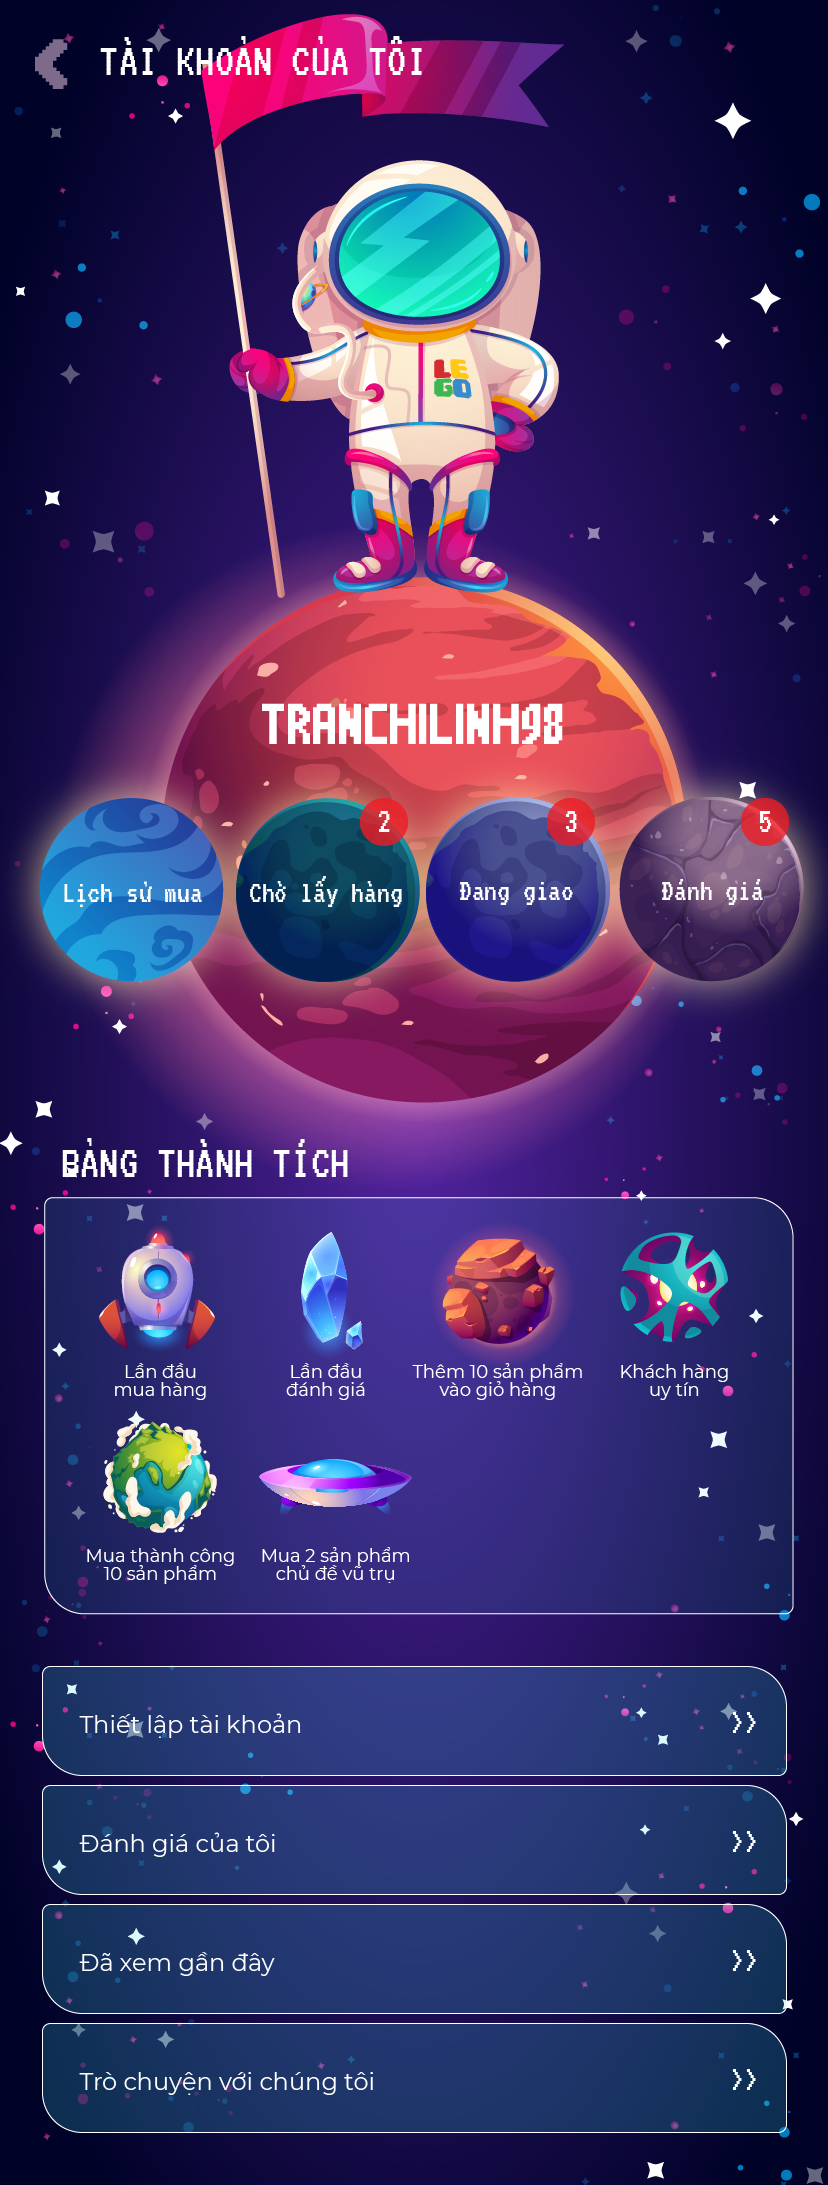 TÀI KHOẢN CỦA TÔI
LE
GO
TRANCHILINH98
2
3
5
Lịch sử mua
Chờ lấy hàng
Đang giao
Đánh giá
BẢNG THÀNH TÍCH
Lần đầu
mua hàng
Lần đầu
đánh giá
Thêm 10 sản phẩm
vào giỏ hàng
Khách hàng
uy tín
Mua thành công
10 sản phẩm
Mua 2 sản phẩm
chủ đề vũ trụ
Thiết lập tài khoản
Đánh giá của tôi
Đã xem gần đây
Trò chuyện với chúng tôi